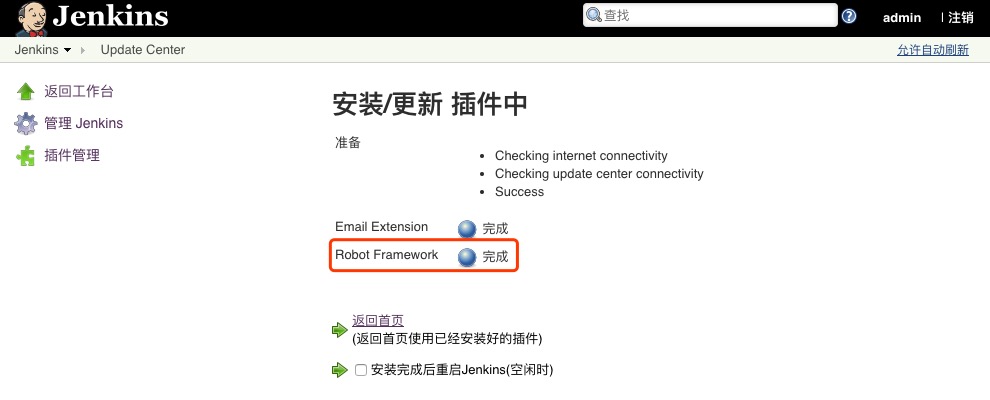 Jenkins
查找
?
admin
注销
Jenkins
Update Center
允许自动刷新
返回工作台
管理 Jenkins
插件管理
安装/更新 插件中
准备
• Checking internet connectivity
• Checking update center connectivity
• Success
Email Extension 完成
Robot Framework 完成
返回首页
(返回首页使用已经安装好的插件)
安装完成后重启Jenkins(空闲时)